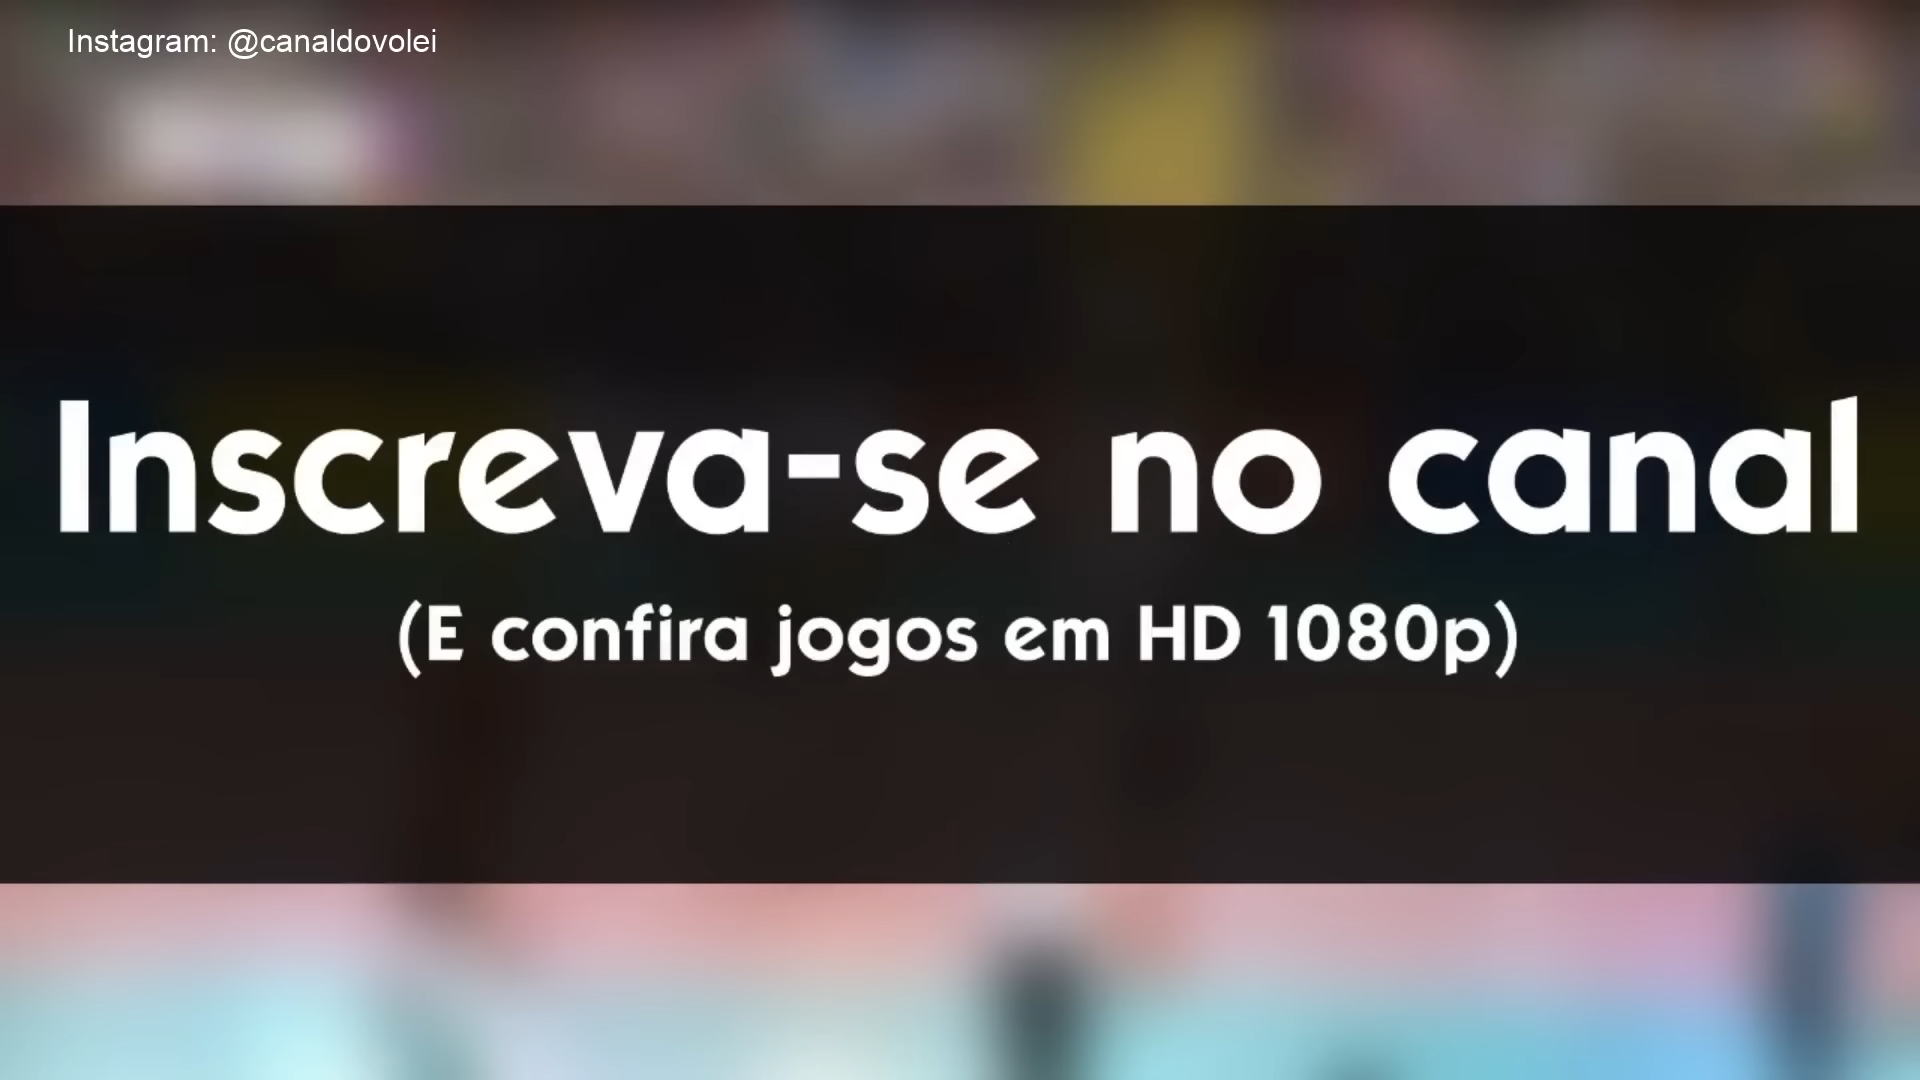 Instagram: @canaldovolei
Inscreva-se no canal
(E confira jogos em HD 1080p)